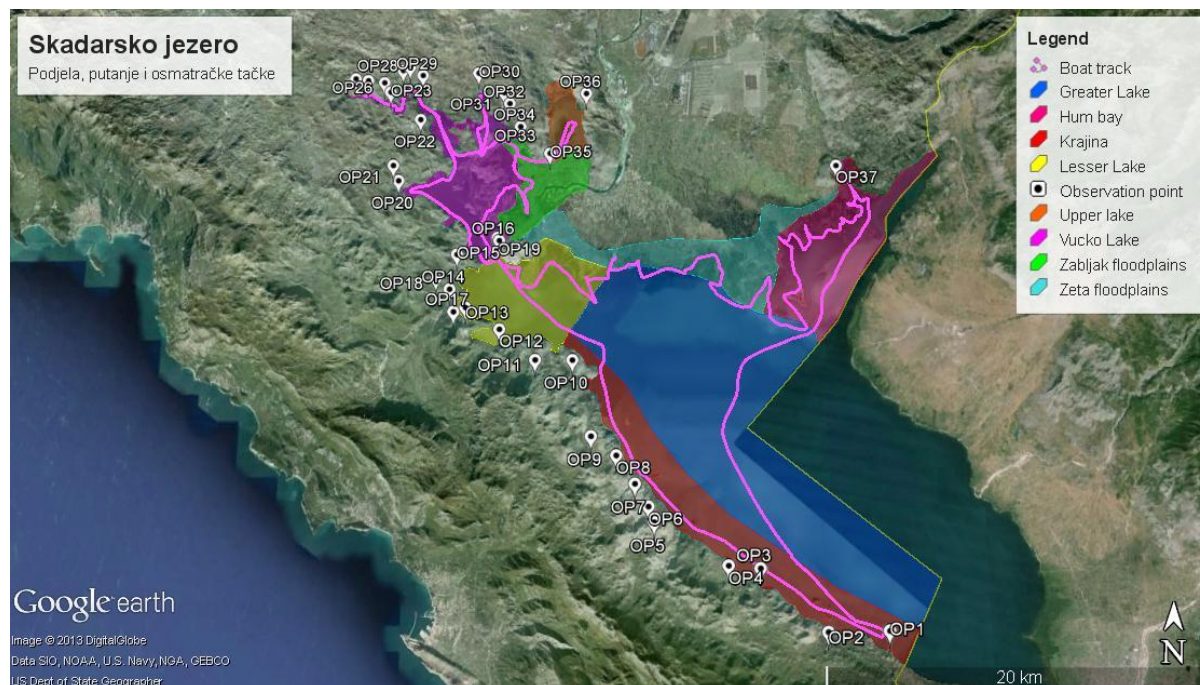 Skadarsko jezero
Podjela, putanje i osmatračke tačke
Legend
Boat track
Greater Lake
Hum bay
Krajina
Lesser Lake
Observation point
Upper lake
Vucko Lake
Zabljak floodplains
Zeta floodplains
OP28
OP29
OP30
OP36
OP26
OP23
OP31
OP32
OP34
OP22
OP33
OP35
OP21
OP37
OP20
OP16
OP15
OP19
OP18
OP14
OP17
OP13
OP12
OP11
OP10
OP9
OP8
OP7
OP6
OP5
OP3
OP4
OP2
OP1
Google earth
Image © 2013 DigitalGlobe
Data SIO, NOAA, U.S. Navy, NGA, GEBCO
US Dept of State Geographer
20 km
N